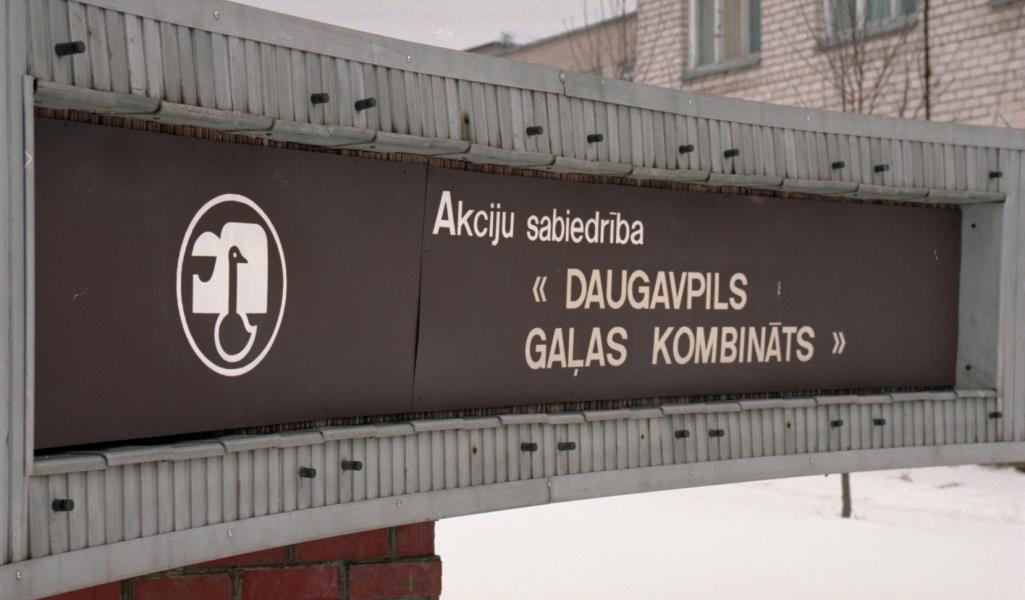 Akciju sabiedrība
« DAUGAVPILS
GAĻAS KOMBINĀTS »